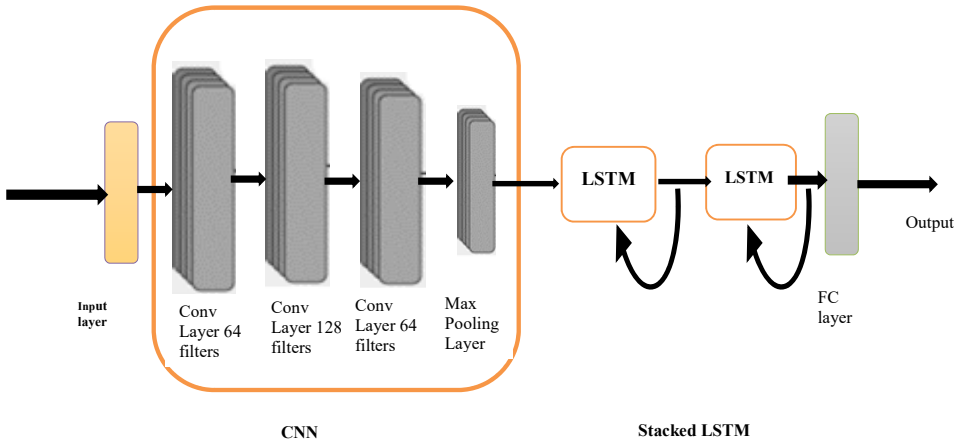 LSTM
LSTM
Output
Input
layer
Conv
Layer 64
filters
Conv
Layer 128
filters
Conv
Layer 64
filters
Max
Pooling
Layer
FC
layer
CNN
Stacked LSTM